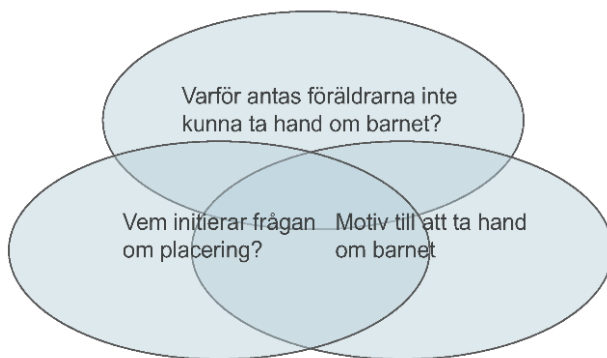 Varför antas föräldrarna inte
kunna ta hand om barnet?
Vem initierar frågan
om placering?
Motiv till att ta hand
om barnet